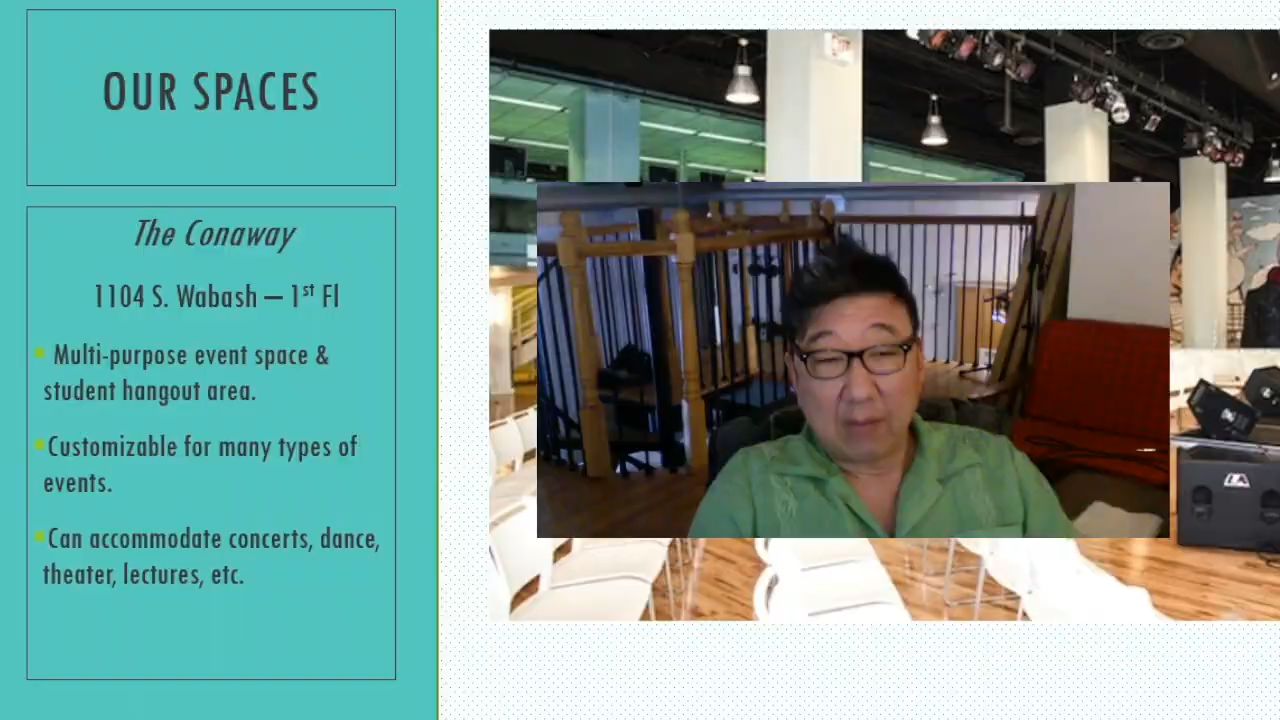 OUR SPACES
The Conaway
1104 S. Wabash – 1st Fl
Multi-purpose event space &
student hangout area.
Customizable for many types of
events.
Can accommodate concerts, dance,
theater, lectures, etc.